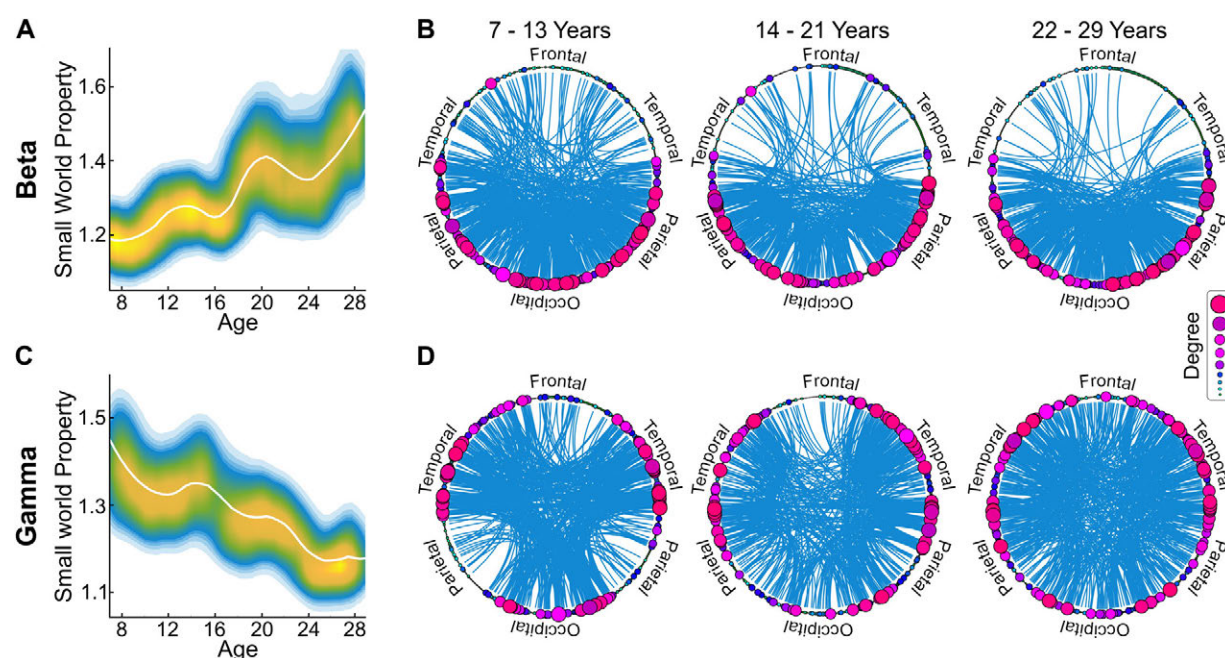 A
Beta
Small World Property
1.6
1.4
1.2
8 12 16 20 24 28
Age
B
7 - 13 Years
14 - 21 Years
22 - 29 Years
Frontal
Temporal
Temporal
Parietal
Parietal
Occipital
Frontal
Temporal
Temporal
Parietal
Parietal
Occipital
Frontal
Temporal
Temporal
Parietal
Parietal
Occipital
Degree
C
Gamma
Small world Property
1.5
1.3
1.1
8 12 16 20 24 28
Age
D
Frontal
Temporal
Temporal
Parietal
Parietal
Occipital
Frontal
Temporal
Temporal
Parietal
Parietal
Occipital
Frontal
Temporal
Temporal
Parietal
Parietal
Occipital